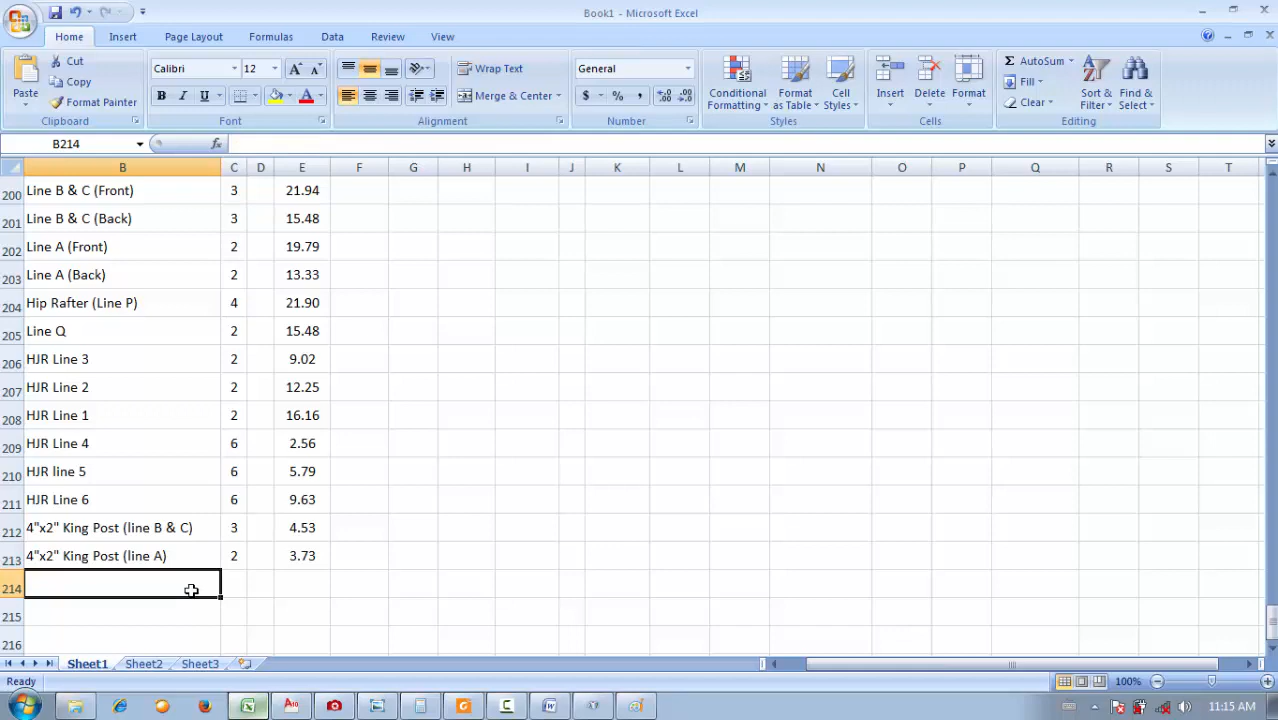 Book1 - Microsoft Excel
Home Insert Page Layout Formulas Data Review View
Paste Cut Copy Format Painter Clipboard
Calibri 12 A A B I U A Font
Wrap Text Merge & Center Alignment
General $ % , .0 .00 .00 .0 Number
Conditional Formatting Format as Table Cell Styles Styles
Insert Delete Format Cells
Σ AutoSum Fill Clear Sort & Filter Find & Select Editing
B214 fx
B C D E F G H I J K L M N O P Q R S T
200 Line B & C (Front) 3 21.94
201 Line B & C (Back) 3 15.48
202 Line A (Front) 2 19.79
203 Line A (Back) 2 13.33
204 Hip Rafter (Line P) 4 21.90
205 Line Q 2 15.48
206 HJR Line 3 2 9.02
207 HJR Line 2 2 12.25
208 HJR Line 1 2 16.16
209 HJR Line 4 6 2.56
210 HJR line 5 6 5.79
211 HJR Line 6 6 9.63
212 4"x2" King Post (line B & C) 3 4.53
213 4"x2" King Post (line A) 2 3.73
214
215
216
Sheet1 Sheet2 Sheet3
Ready 100%
11:15 AM